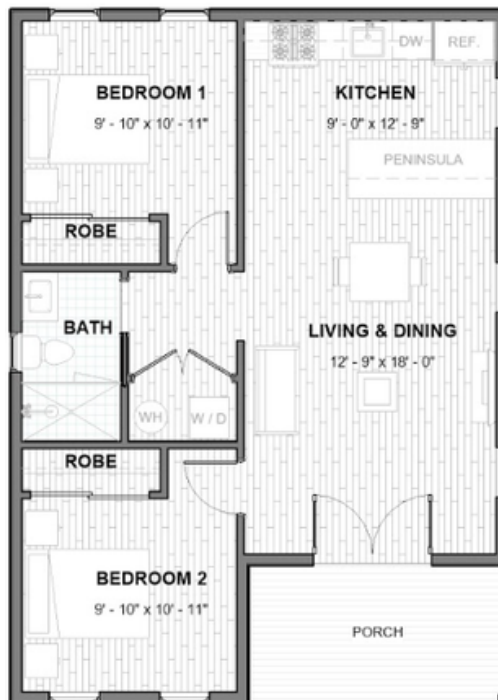 DW
REF.
BEDROOM 1
9' - 10" x 10' - 11"
KITCHEN
9' - 0" x 12' - 9"
PENINSULA
ROBE
BATH
LIVING & DINING
12' - 9" x 18' - 0"
WH
W / D
ROBE
BEDROOM 2
9' - 10" x 10' - 11"
PORCH